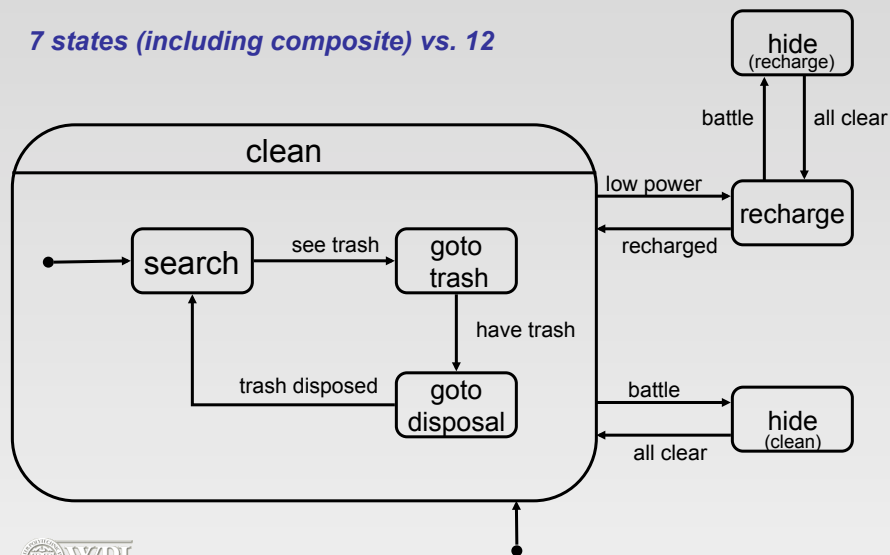 7 states (including composite) vs. 12
hide
(recharge)
battle
all clear
clean
low power
recharge
recharged
search
see trash
goto
trash
have trash
trash disposed
goto
disposal
battle
hide
(clean)
all clear
WPI